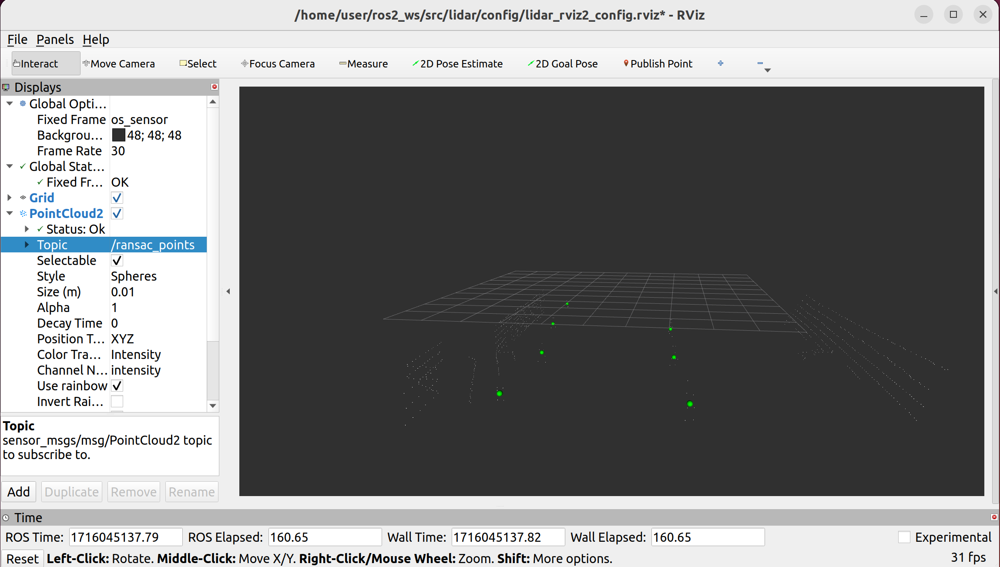 /home/user/ros2_ws/src/lidar/config/lidar_rviz2_config.rviz* - RViz
File Panels Help
Interact Move Camera Select Focus Camera Measure 2D Pose Estimate 2D Goal Pose Publish Point
Displays
Global Opti...
Fixed Frame os_sensor
Backgrou... 48; 48; 48
Frame Rate 30
Global Stat...
Fixed Fr... OK
Grid
PointCloud2
Status: Ok
Topic /ransac_points
Selectable
Style Spheres
Size (m) 0.01
Alpha 1
Decay Time 0
Position T... XYZ
Color Tra... Intensity
Channel N... intensity
Use rainbow
Invert Rai...
Topic
sensor_msgs/msg/PointCloud2 topic
to subscribe to.
Add Duplicate Remove Rename
Time
ROS Time: 1716045137.79 ROS Elapsed: 160.65 Wall Time: 1716045137.82 Wall Elapsed: 160.65 Experimental
Reset Left-Click: Rotate. Middle-Click: Move X/Y. Right-Click/Mouse Wheel: Zoom. Shift: More options. 31 fps